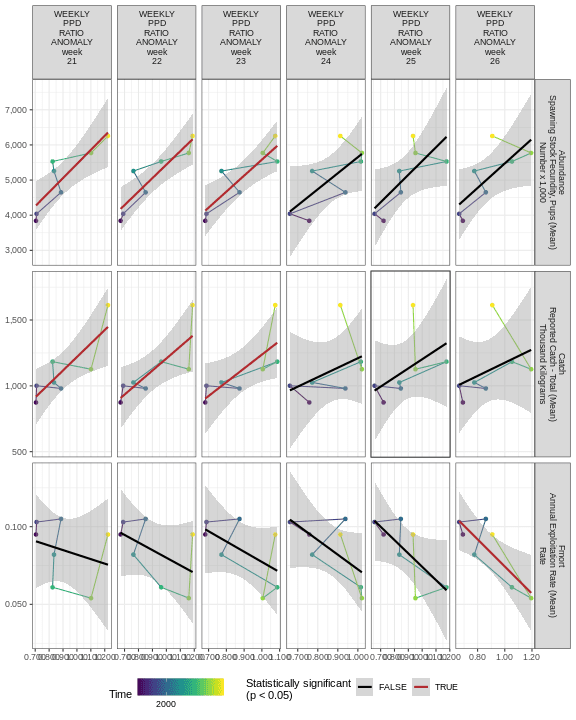 WEEKLY
PPD
RATIO
ANOMALY
week
21
WEEKLY
PPD
RATIO
ANOMALY
week
22
WEEKLY
PPD
RATIO
ANOMALY
week
23
WEEKLY
PPD
RATIO
ANOMALY
week
24
WEEKLY
PPD
RATIO
ANOMALY
week
25
WEEKLY
PPD
RATIO
ANOMALY
week
26
7,000
6,000
5,000
4,000
3,000
Abundance
Spawning Stock Fecundity, Pups (Mean)
Number x 1,000
1,500
1,000
500
Catch
Reported Catch - Total (Mean)
Thousand Kilograms
0.100
0.050
Fmort
Annual Exploitation Rate (Mean)
Rate
0.80 1.00 1.20
Time
2000
Statistically significant
(p < 0.05)
FALSE
TRUE